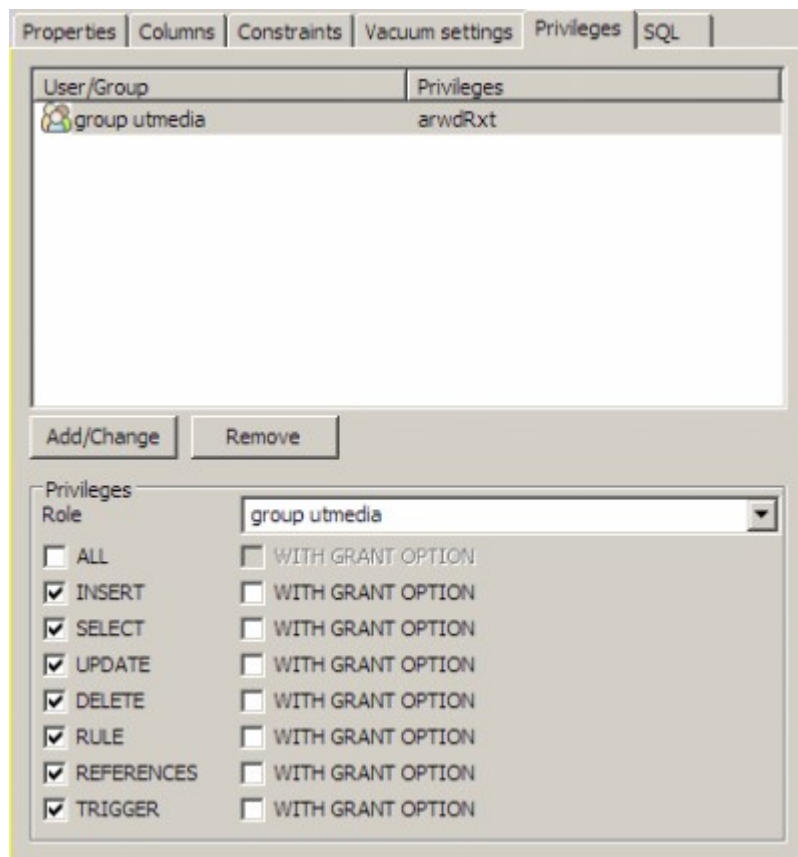 Properties Columns Constraints Vacuum settings Privileges SQL
User/Group Privileges
group utmedia arwdRxt
Add/Change Remove
Privileges
Role group utmedia
ALL WITH GRANT OPTION
INSERT WITH GRANT OPTION
SELECT WITH GRANT OPTION
UPDATE WITH GRANT OPTION
DELETE WITH GRANT OPTION
RULE WITH GRANT OPTION
REFERENCES WITH GRANT OPTION
TRIGGER WITH GRANT OPTION